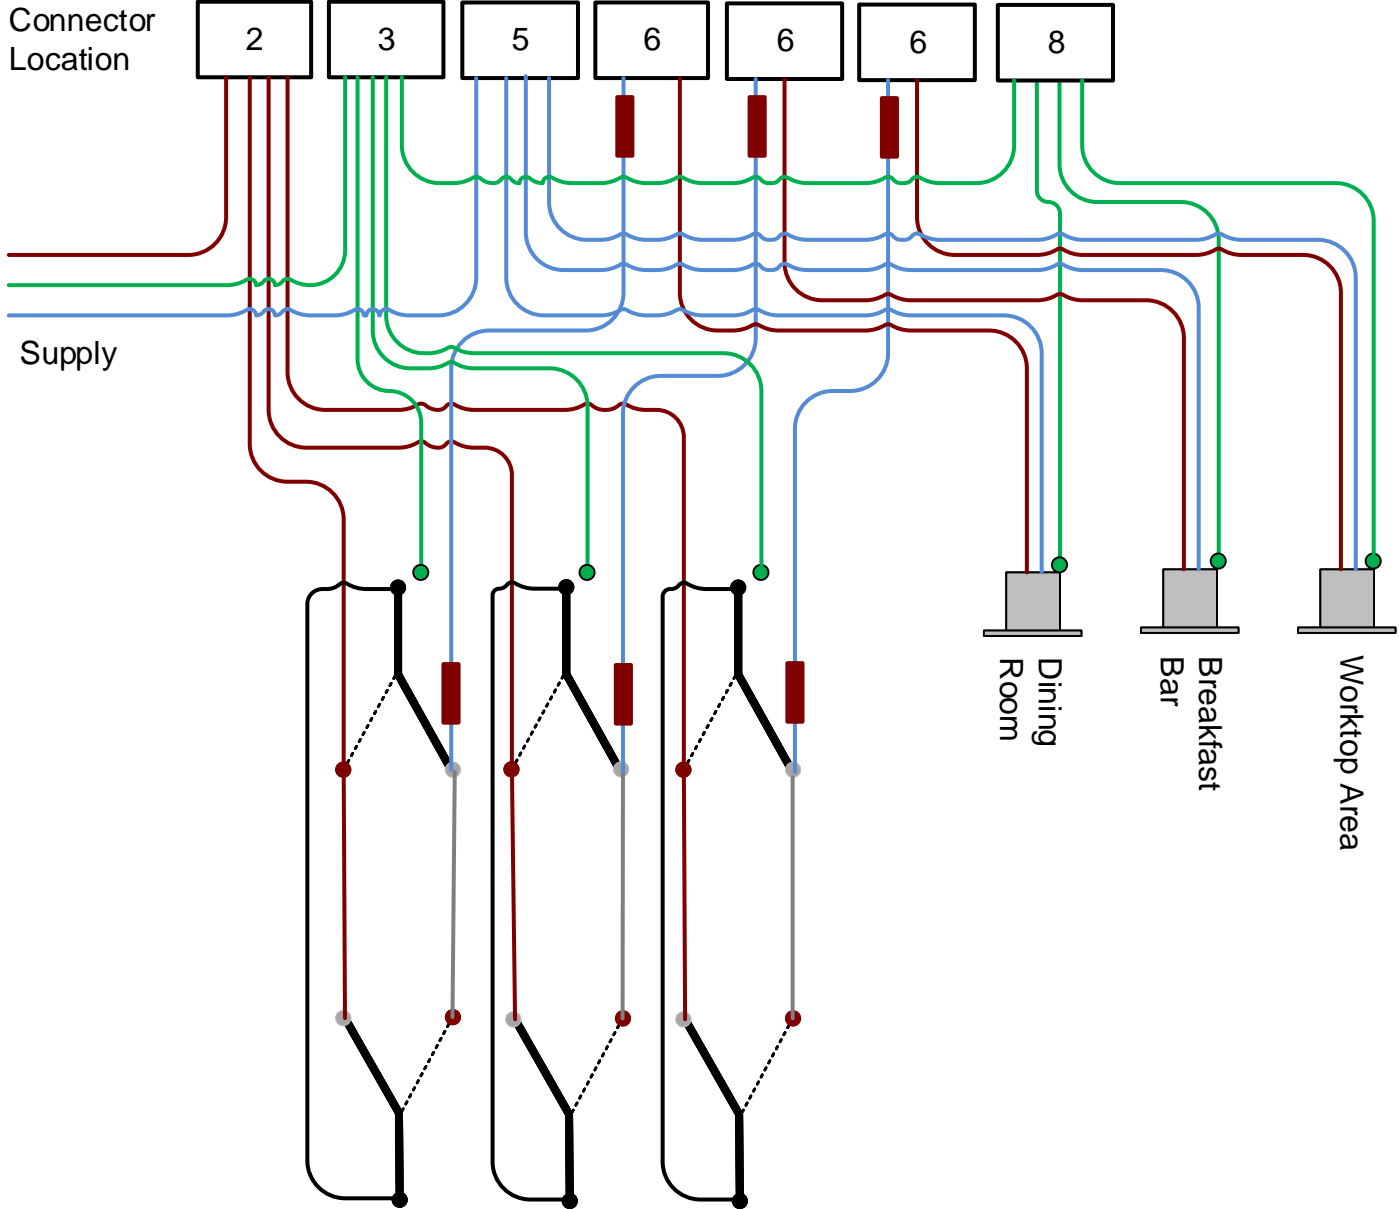 Connector
Location
2
3
5
6
6
6
8
Supply
Dining
Room
Breakfast
Bar
Worktop Area